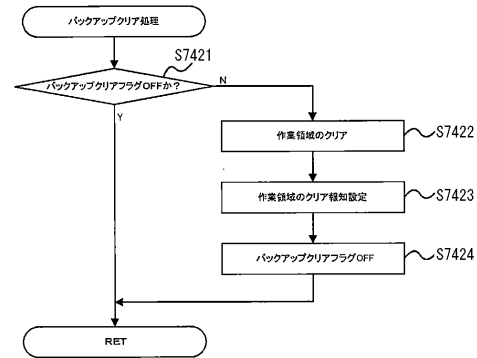 バックアップクリア処理
S7421
バックアップクリアフラグOFFか?
N
Y
作業領域のクリア
S7422
作業領域のクリア報知設定
S7423
バックアップクリアフラグOFF
S7424
RET